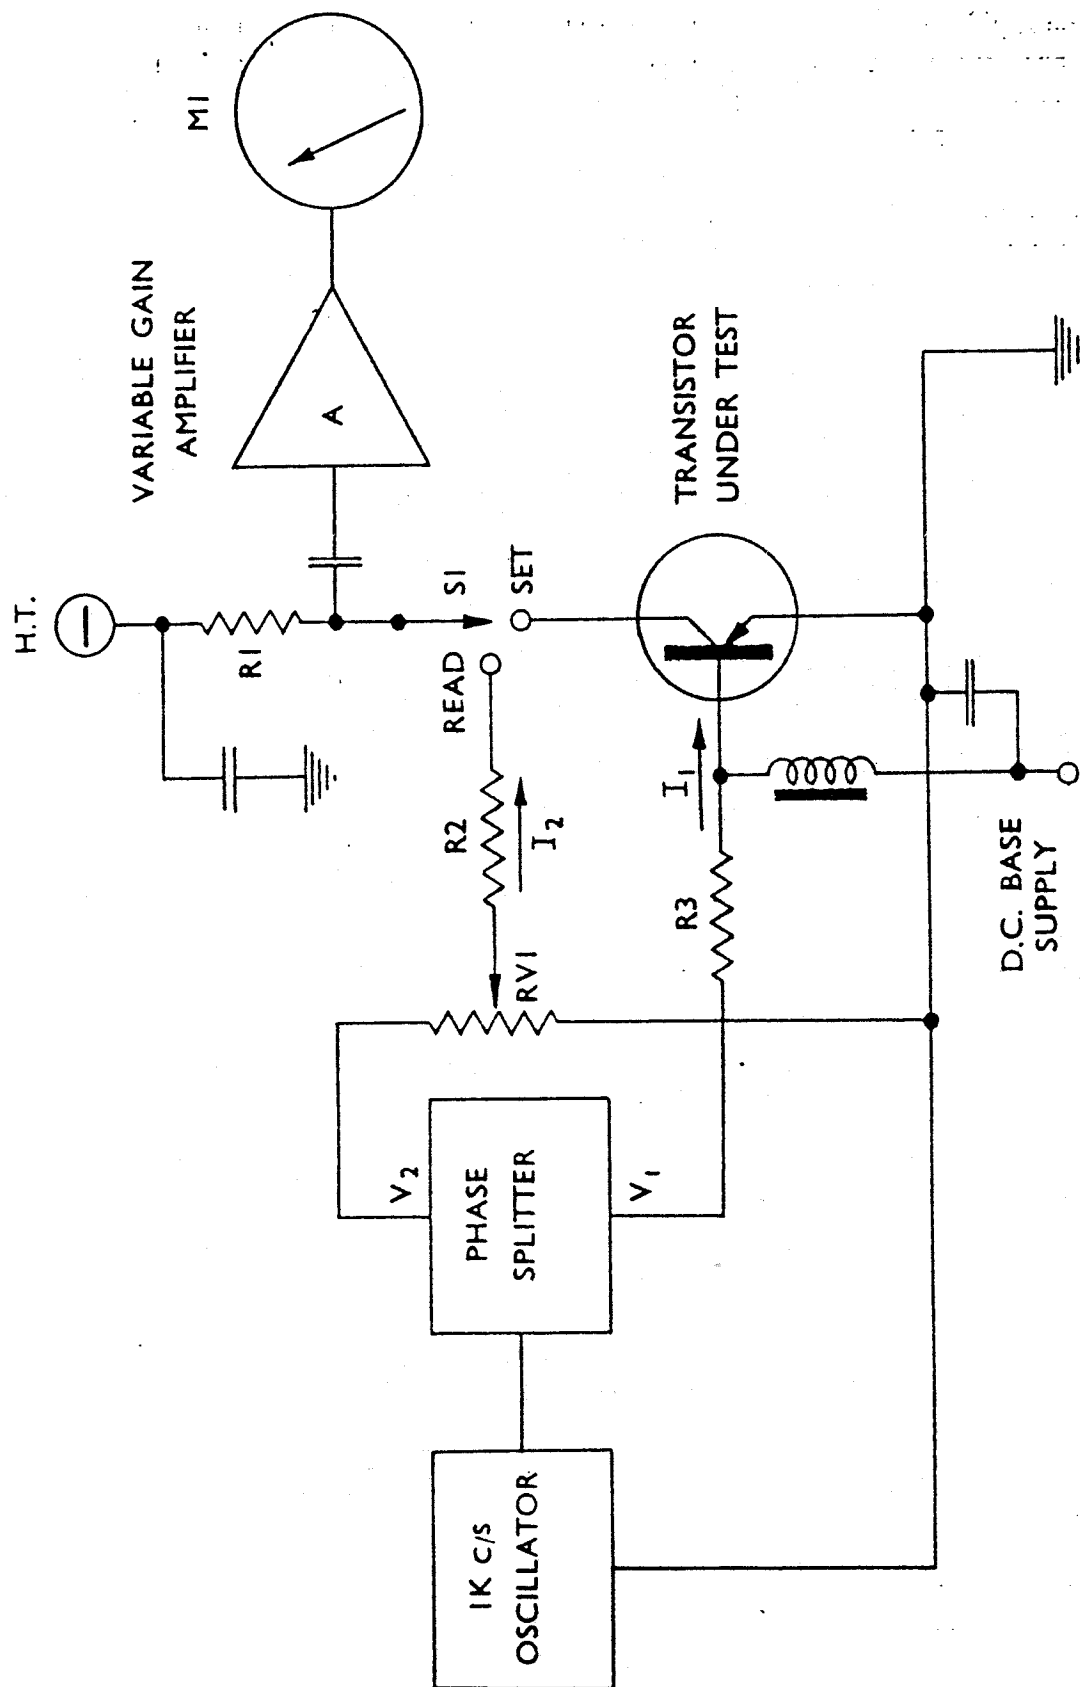 H.T.
R1
VARIABLE GAIN
AMPLIFIER
A
M1
READ
S1
SET
R2
I2
RV1
V2
PHASE
SPLITTER
V1
1K C/S
OSCILLATOR
R3
I1
TRANSISTOR
UNDER TEST
D.C. BASE
SUPPLY